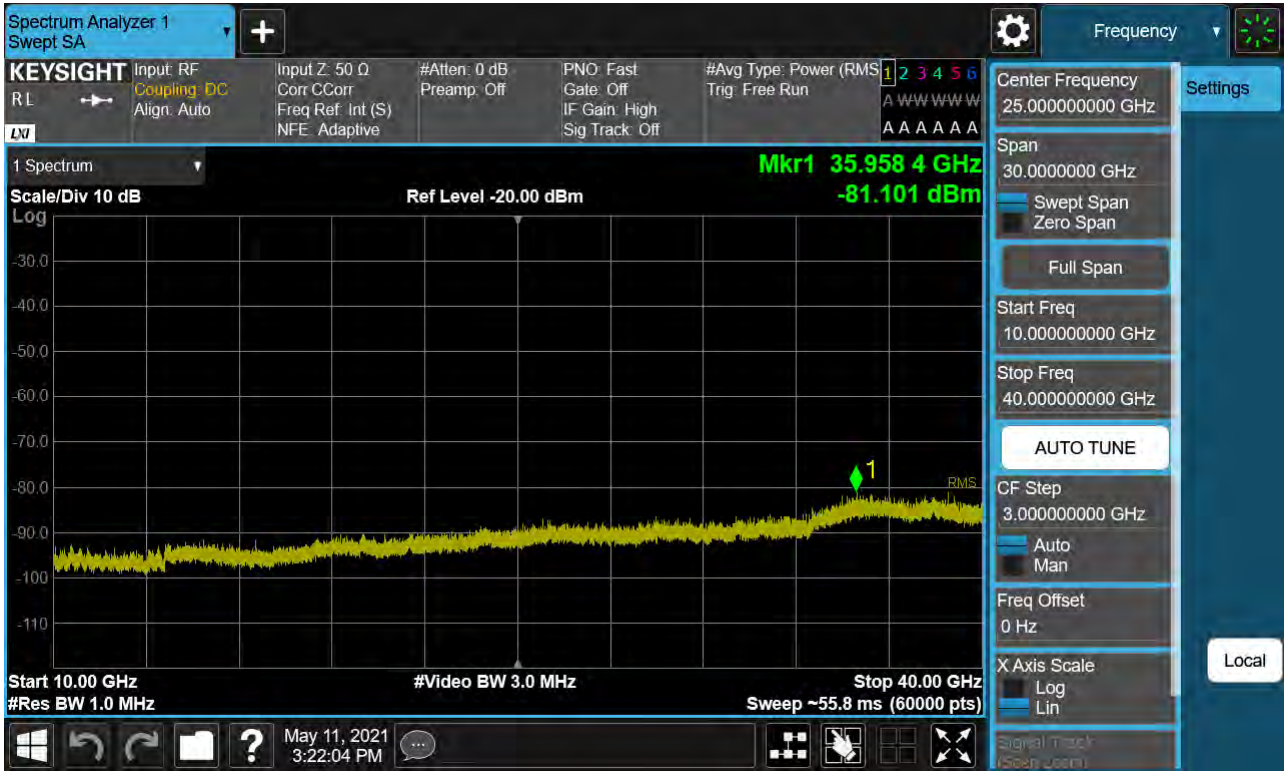 Spectrum Analyzer 1
Swept SA
+
Frequency
KEYSIGHT
RL
LXI
Input: RF
Coupling: DC
Align: Auto
Input Z: 50 Ω
Corr CCorr
Freq Ref: Int (S)
NFE: Adaptive
#Atten: 0 dB
Preamp: Off
PNO: Fast
Gate: Off
IF Gain: High
Sig Track: Off
#Avg Type: Power (RMS
Trig: Free Run
1 2 3 4 5 6
A W W W W W
A A A A A A
1 Spectrum
Mkr1 35.958 4 GHz
-81.101 dBm
Scale/Div 10 dB
Ref Level -20.00 dBm
Log
-30.0
-40.0
-50.0
-60.0
-70.0
-80.0
-90.0
-100
-110
1
RMS
Start 10.00 GHz
#Video BW 3.0 MHz
Stop 40.00 GHz
#Res BW 1.0 MHz
Sweep ~55.8 ms (60000 pts)
Center Frequency
25.000000000 GHz
Settings
Span
30.0000000 GHz
Swept Span
Zero Span
Full Span
Start Freq
10.000000000 GHz
Stop Freq
40.000000000 GHz
AUTO TUNE
CF Step
3.000000000 GHz
Auto
Man
Freq Offset
0 Hz
X Axis Scale
Log
Lin
Local
Signal Track
(Span Zoom)
?
May 11, 2021
3:22:04 PM